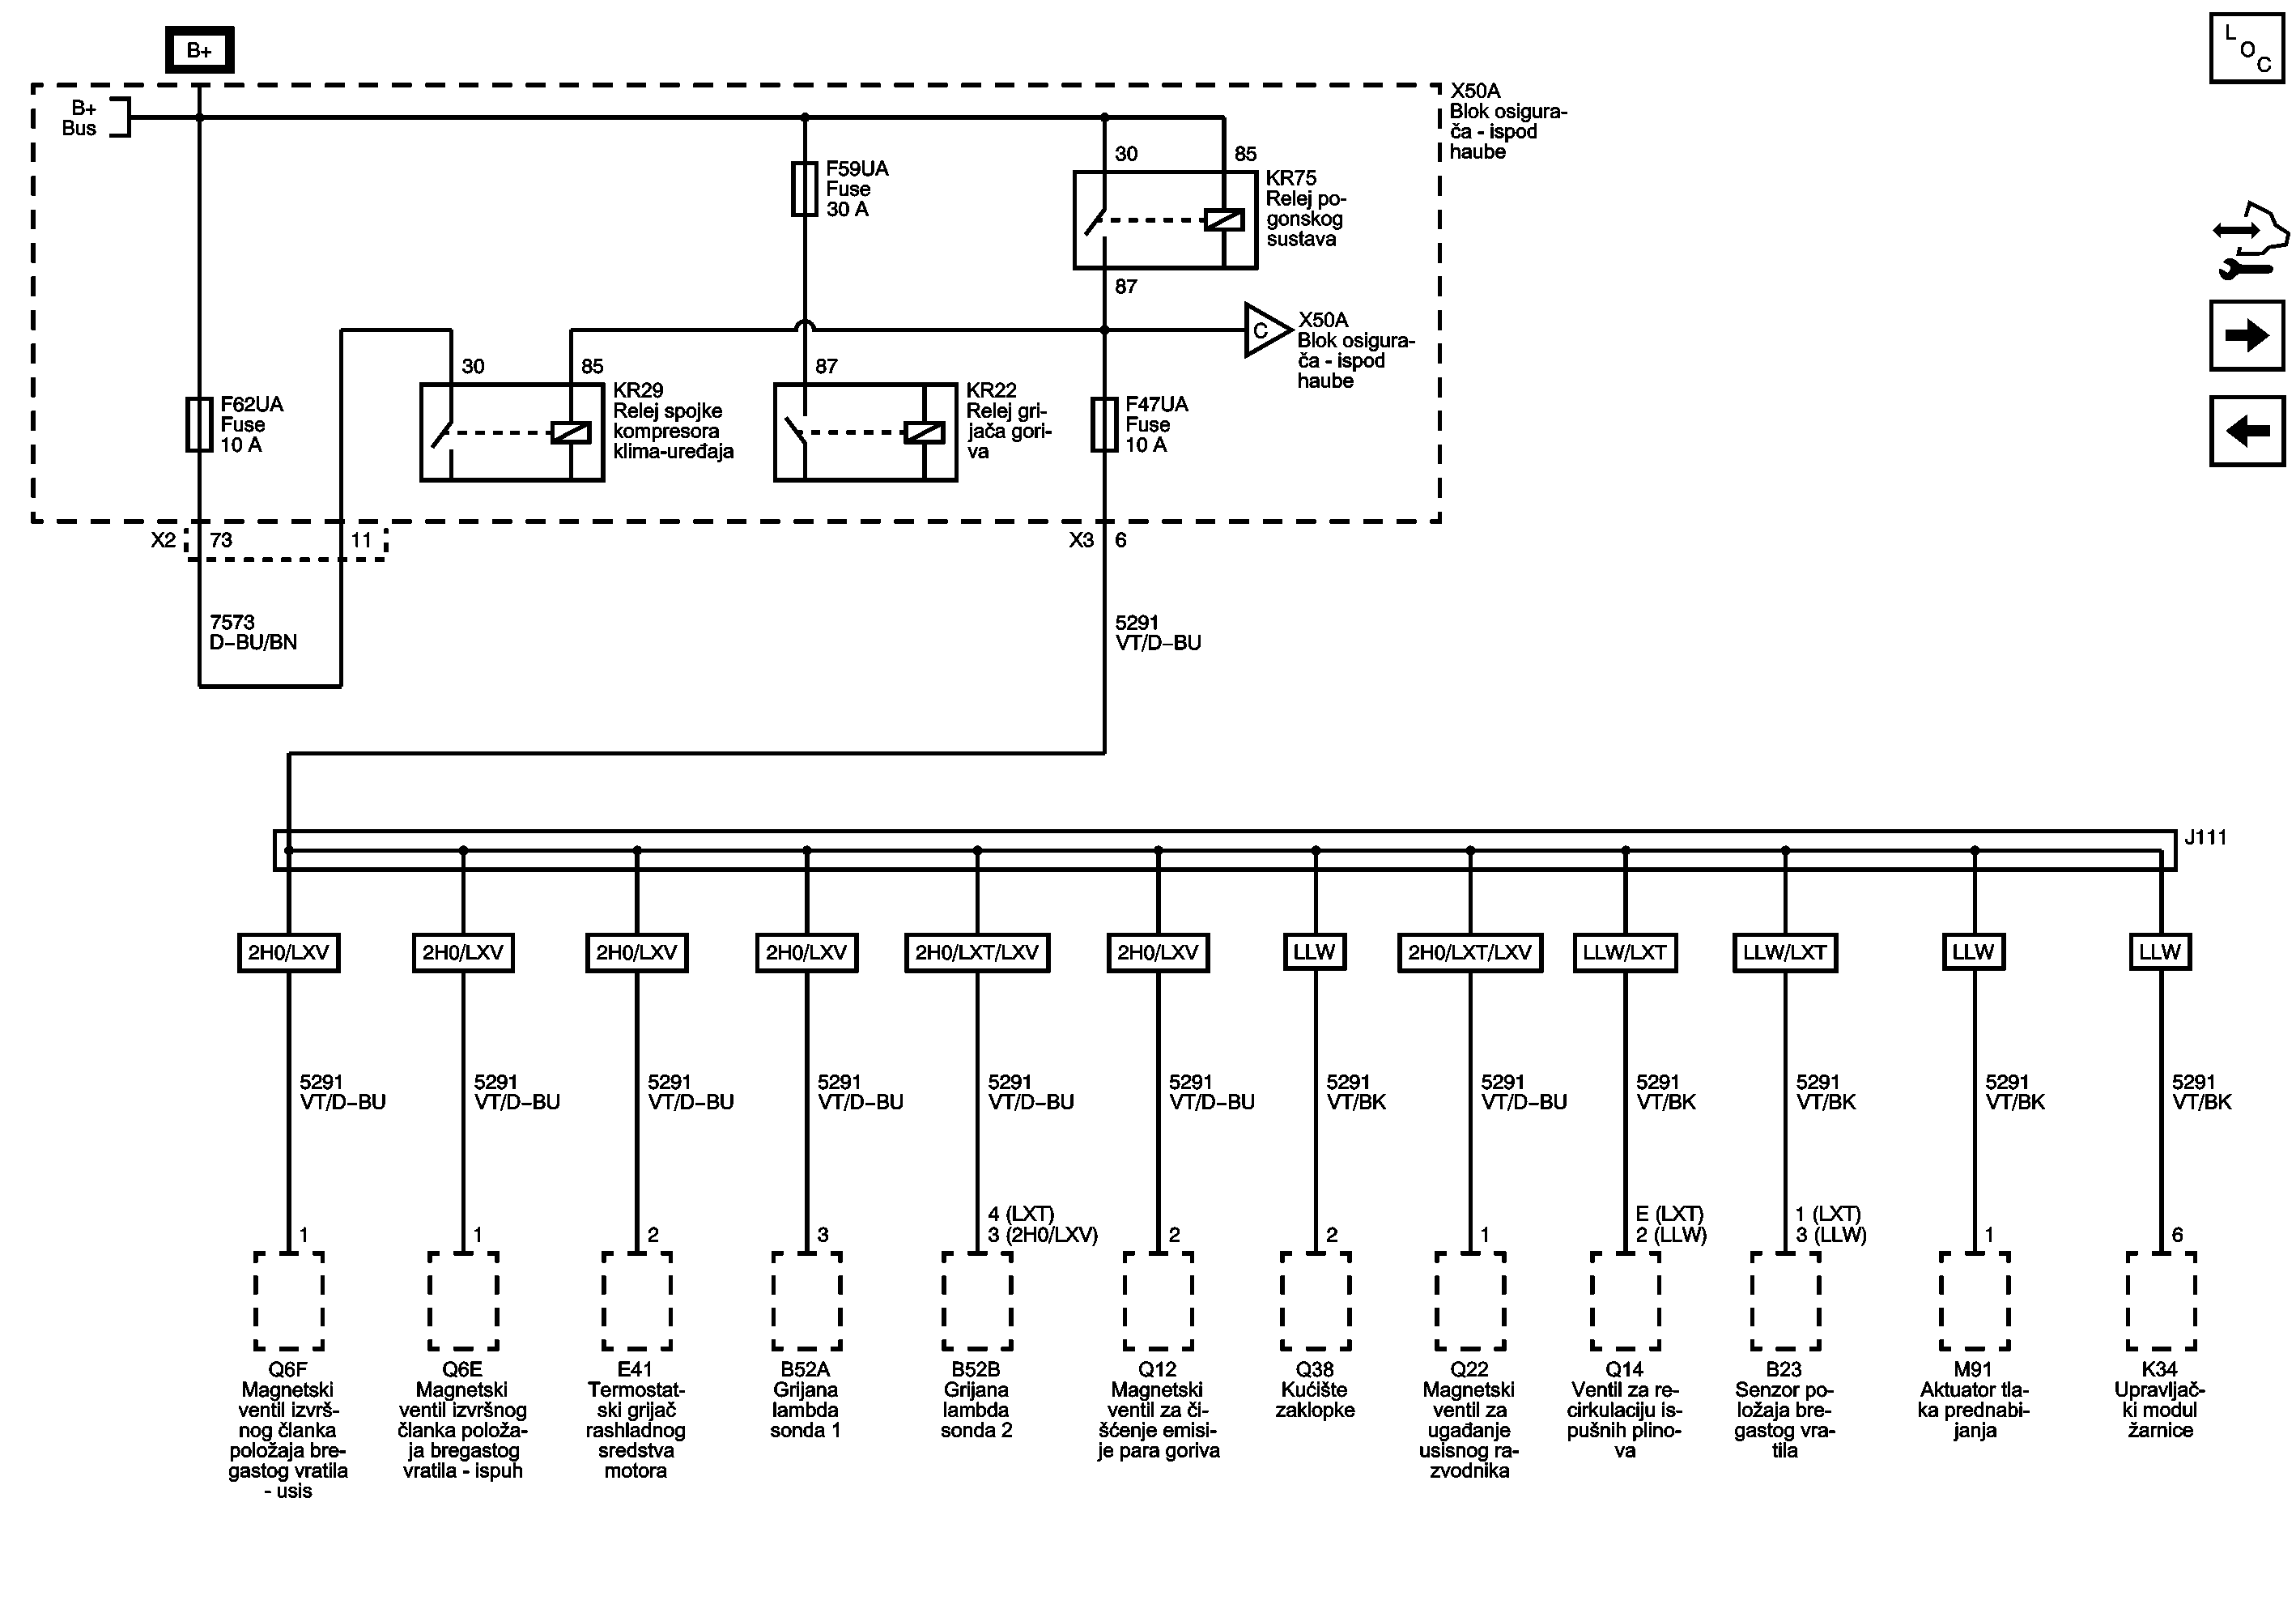 B+
L
O
C
B+
Bus
X50A
Blok osigura-
ča - ispod
haube
F59UA
Fuse
30 A
30
85
KR75
Relej po-
gonskog
sustava
87
C
X50A
Blok osigura-
ča - ispod
haube
F62UA
Fuse
10 A
30
85
KR29
Relej spojke
kompresora
klima-uređaja
87
KR22
Relej gri-
jača gori-
va
F47UA
Fuse
10 A
X2
73
11
X3
6
7573
D–BU/BN
5291
VT/D–BU
J111
2H0/LXV
2H0/LXV
2H0/LXV
2H0/LXV
2H0/LXT/LXV
2H0/LXV
LLW
2H0/LXT/LXV
LLW/LXT
LLW/LXT
LLW
LLW
5291
VT/D–BU
5291
VT/D–BU
5291
VT/D–BU
5291
VT/D–BU
5291
VT/D–BU
5291
VT/D–BU
5291
VT/BK
5291
VT/D–BU
5291
VT/BK
5291
VT/BK
5291
VT/BK
5291
VT/BK
1
1
2
3
4 (LXT)
3 (2H0/LXV)
2
2
1
E (LXT)
2 (LLW)
1 (LXT)
3 (LLW)
1
6
Q6F
Magnetski
ventil izvrš-
nog članka
položaja bre-
gastog vratila
- usis
Q6E
Magnetski
ventil izvršnog
članka položa-
ja bregastog
vratila - ispuh
E41
Termostat-
ski grijač
rashladnog
sredstva
motora
B52A
Grijana
lambda
sonda 1
B52B
Grijana
lambda
sonda 2
Q12
Magnetski
ventil za či-
šćenje emisi-
je para goriva
Q38
Kućište
zaklopke
Q22
Magnetski
ventil za
ugađanje
usisnog ra-
zvodnika
Q14
Ventil za re-
cirkulaciju is-
pušnih plino-
va
B23
Senzor po-
ložaja bre-
gastog vra-
tila
M91
Aktuator tla-
ka prednabi-
janja
K34
Upravljač-
ki modul
žarnice